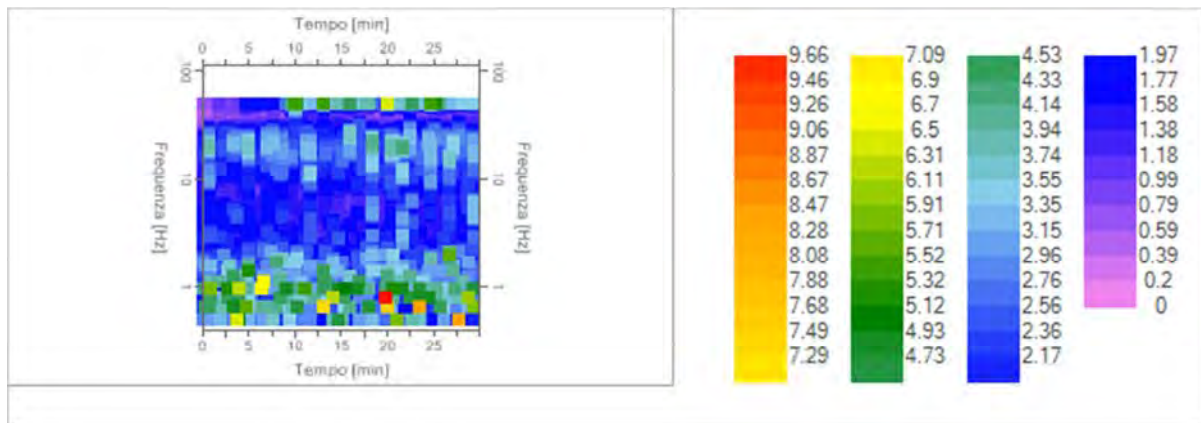 Tempo [min]
0 5 10 15 20 25
100 100
Frequenza [Hz] Frequenza [Hz]
10 10
1 1
0 5 10 15 20 25
Tempo [min]
9.66 7.09 4.53 1.97
9.46 6.9 4.33 1.77
9.26 6.7 4.14 1.58
9.06 6.5 3.94 1.38
8.87 6.31 3.74 1.18
8.67 6.11 3.55 0.99
8.47 5.91 3.35 0.79
8.28 5.71 3.15 0.59
8.08 5.52 2.96 0.39
7.88 5.32 2.76 0.2
7.68 5.12 2.56 0
7.49 4.93 2.36
7.29 4.73 2.17